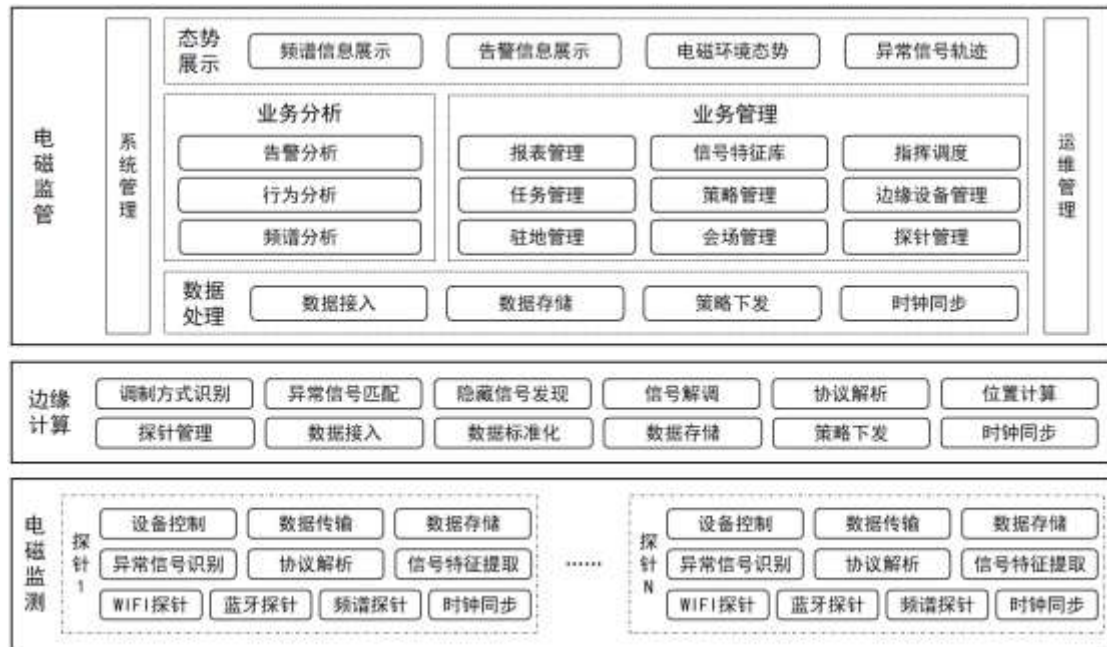 电磁监管
系统管理
态势
展示
频谱信息展示 告警信息展示 电磁环境态势 异常信号轨迹
业务分析
告警分析
行为分析
频谱分析
业务管理
报表管理 信号特征库 指挥调度
任务管理 策略管理 边缘设备管理
驻地管理 会场管理 探针管理
数据
处理
数据接入 数据存储 策略下发 时钟同步
运维管理
边缘
计算
调制方式识别 异常信号匹配 隐藏信号发现 信号解调 协议解析 位置计算
探针管理 数据接入 数据标准化 数据存储 策略下发 时钟同步
电磁监测
探针1
设备控制 数据传输 数据存储
异常信号识别 协议解析 信号特征提取
WIFI探针 蓝牙探针 频谱探针 时钟同步
……
探针N
设备控制 数据传输 数据存储
异常信号识别 协议解析 信号特征提取
WIFI探针 蓝牙探针 频谱探针 时钟同步